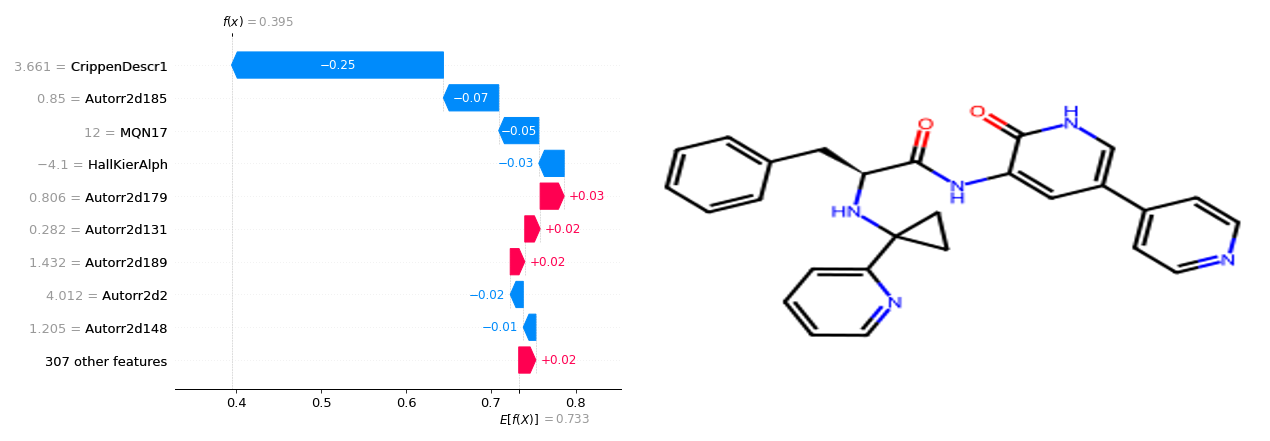 f(x) = 0.395
3.661 = CrippenDescr1
−0.25
0.85 = Autorr2d185
−0.07
12 = MQN17
−0.05
−4.1 = HallKierAlph
−0.03
0.806 = Autorr2d179
+0.03
0.282 = Autorr2d131
+0.02
1.432 = Autorr2d189
+0.02
4.012 = Autorr2d2
−0.02
1.205 = Autorr2d148
−0.01
307 other features
+0.02
0.4 0.5 0.6 0.7 0.8
E[f(X)] = 0.733
O
O
H
N
N
H
HN
N
N